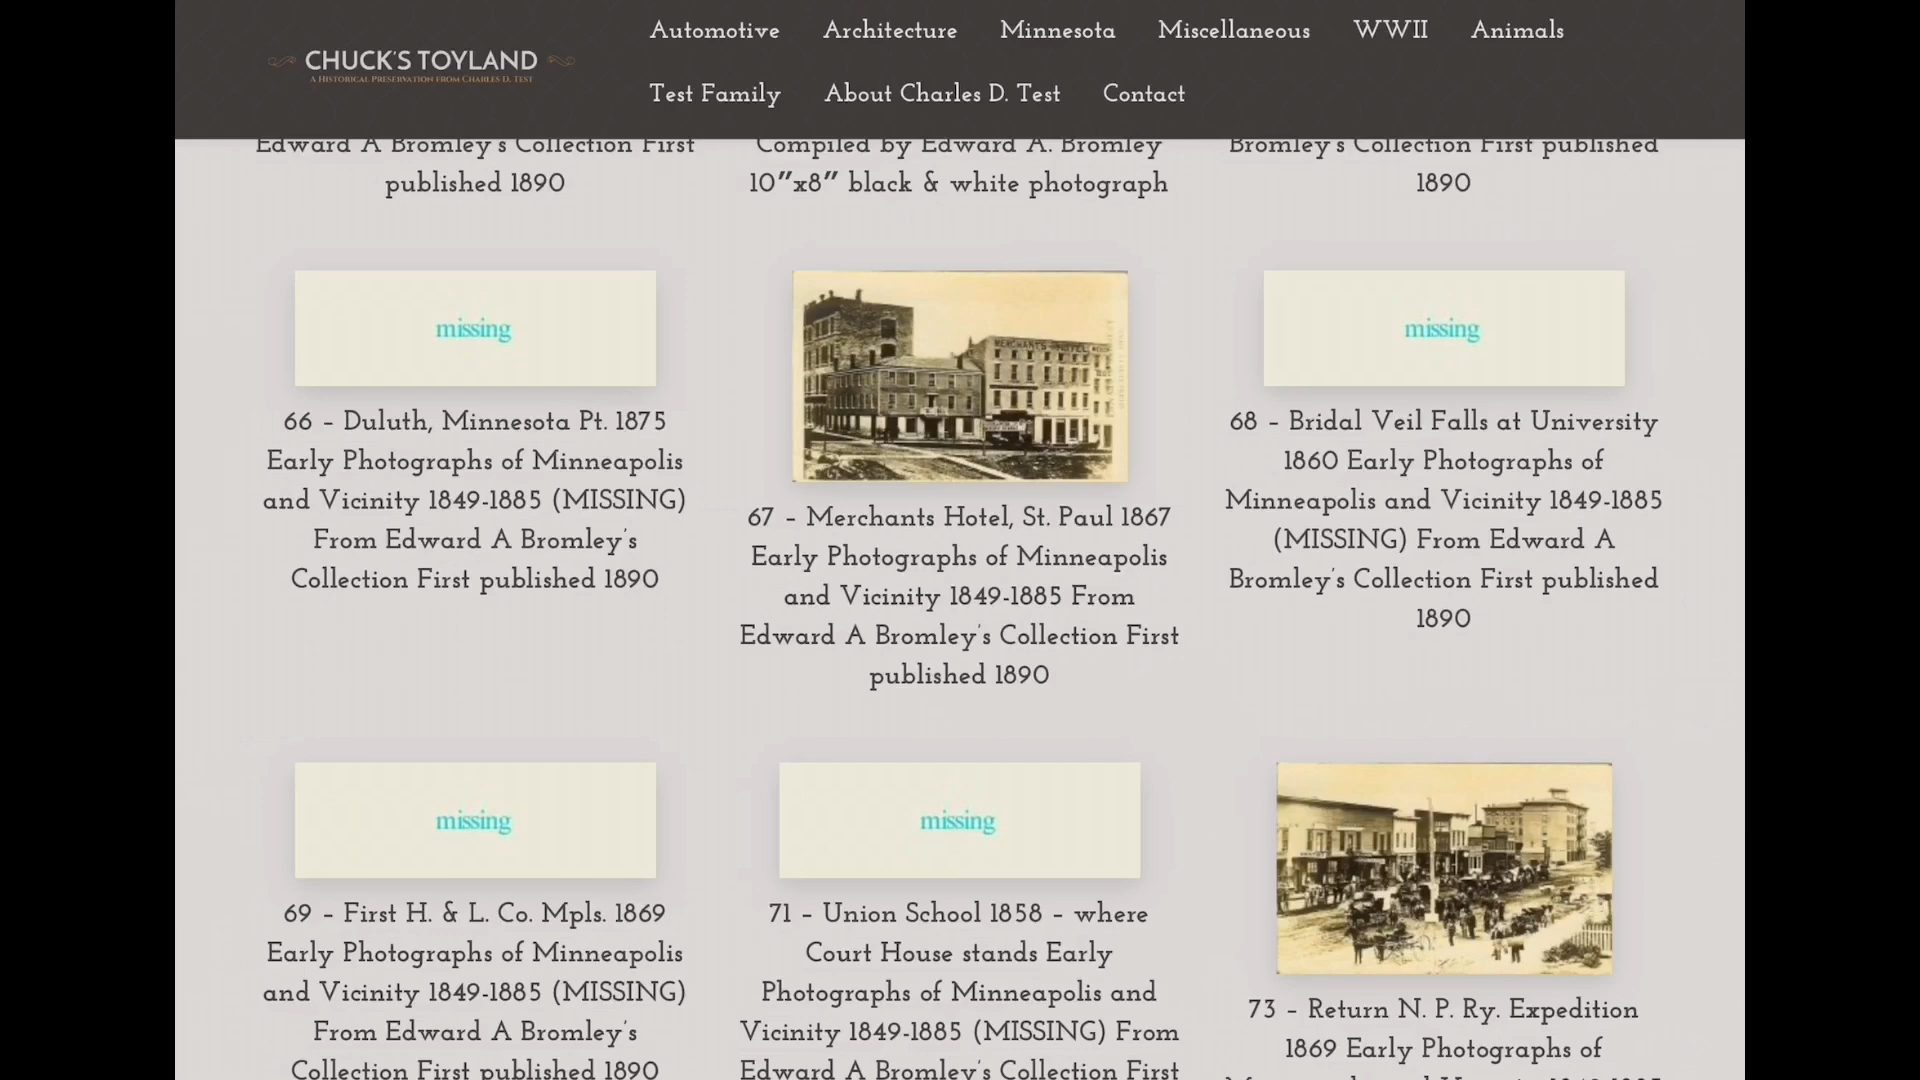 Automotive Architecture Minnesota Miscellaneous WWII Animals
CHUCK'S TOYLAND
A HISTORICAL PRESERVATION FROM CHARLES D. TEST
Test Family About Charles D. Test Contact
Edward A Bromley's Collection First
published 1890
Compiled by Edward A. Bromley
10″x8″ black & white photograph
Bromley's Collection First published
1890
missing
66 – Duluth, Minnesota Pt. 1875
Early Photographs of Minneapolis
and Vicinity 1849-1885 (MISSING)
From Edward A Bromley's
Collection First published 1890
MERCHANTS HOTEL
67 – Merchants Hotel, St. Paul 1867
Early Photographs of Minneapolis
and Vicinity 1849-1885 From
Edward A Bromley's Collection First
published 1890
missing
68 – Bridal Veil Falls at University
1860 Early Photographs of
Minneapolis and Vicinity 1849-1885
(MISSING) From Edward A
Bromley's Collection First published
1890
missing
69 – First H. & L. Co. Mpls. 1869
Early Photographs of Minneapolis
and Vicinity 1849-1885 (MISSING)
From Edward A Bromley's
Collection First published 1890
missing
71 – Union School 1858 – where
Court House stands Early
Photographs of Minneapolis and
Vicinity 1849-1885 (MISSING) From
Edward A Bromley's Collection First
73 – Return N. P. Ry. Expedition
1869 Early Photographs of